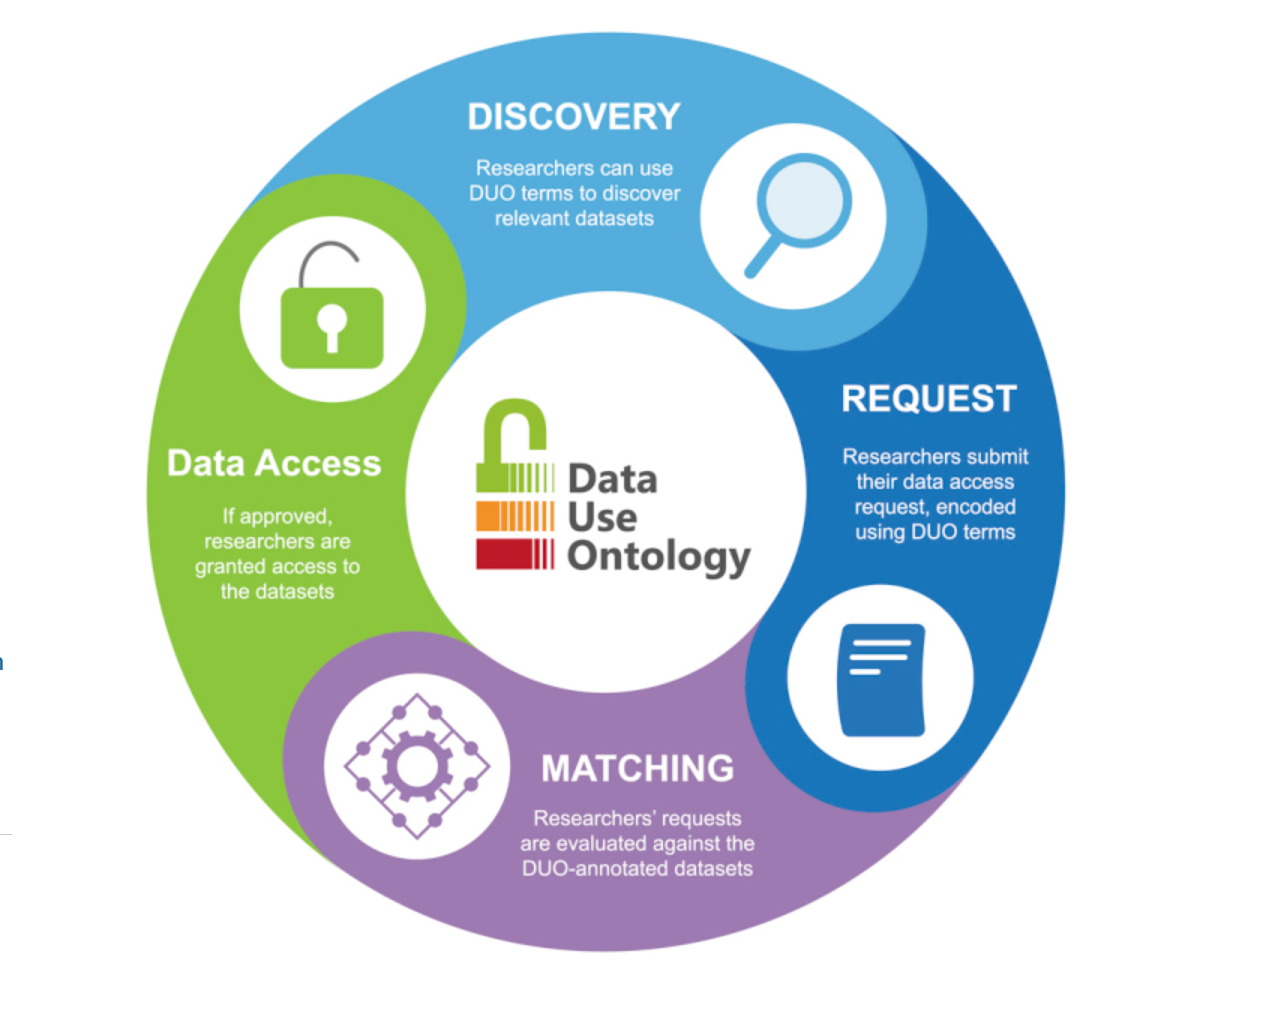 DISCOVERY
Researchers can use
DUO terms to discover
relevant datasets
REQUEST
Researchers submit
their data access
request, encoded
using DUO terms
MATCHING
Researchers’ requests
are evaluated against the
DUO-annotated datasets
Data Access
If approved,
researchers are
granted access to
the datasets
Data
Use
Ontology